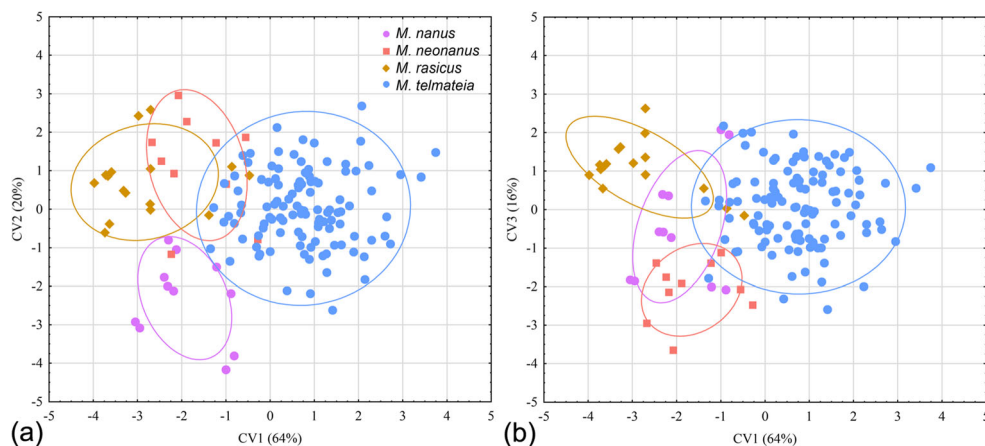 5
4
3
2
1
0
-1
-2
-3
-4
-5
CV2 (20%)
M. nanus
M. neonanus
M. rasicus
M. telmateia
-5 -4 -3 -2 -1 0 1 2 3 4 5
(a) CV1 (64%)
5
4
3
2
1
0
-1
-2
-3
-4
-5
CV3 (16%)
-5 -4 -3 -2 -1 0 1 2 3 4 5
(b) CV1 (64%)